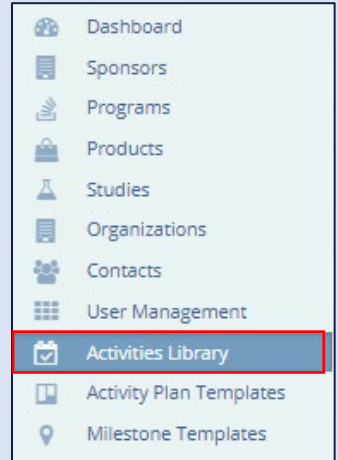 Dashboard
Sponsors
Programs
Products
Studies
Organizations
Contacts
User Management
Activities Library
Activity Plan Templates
Milestone Templates